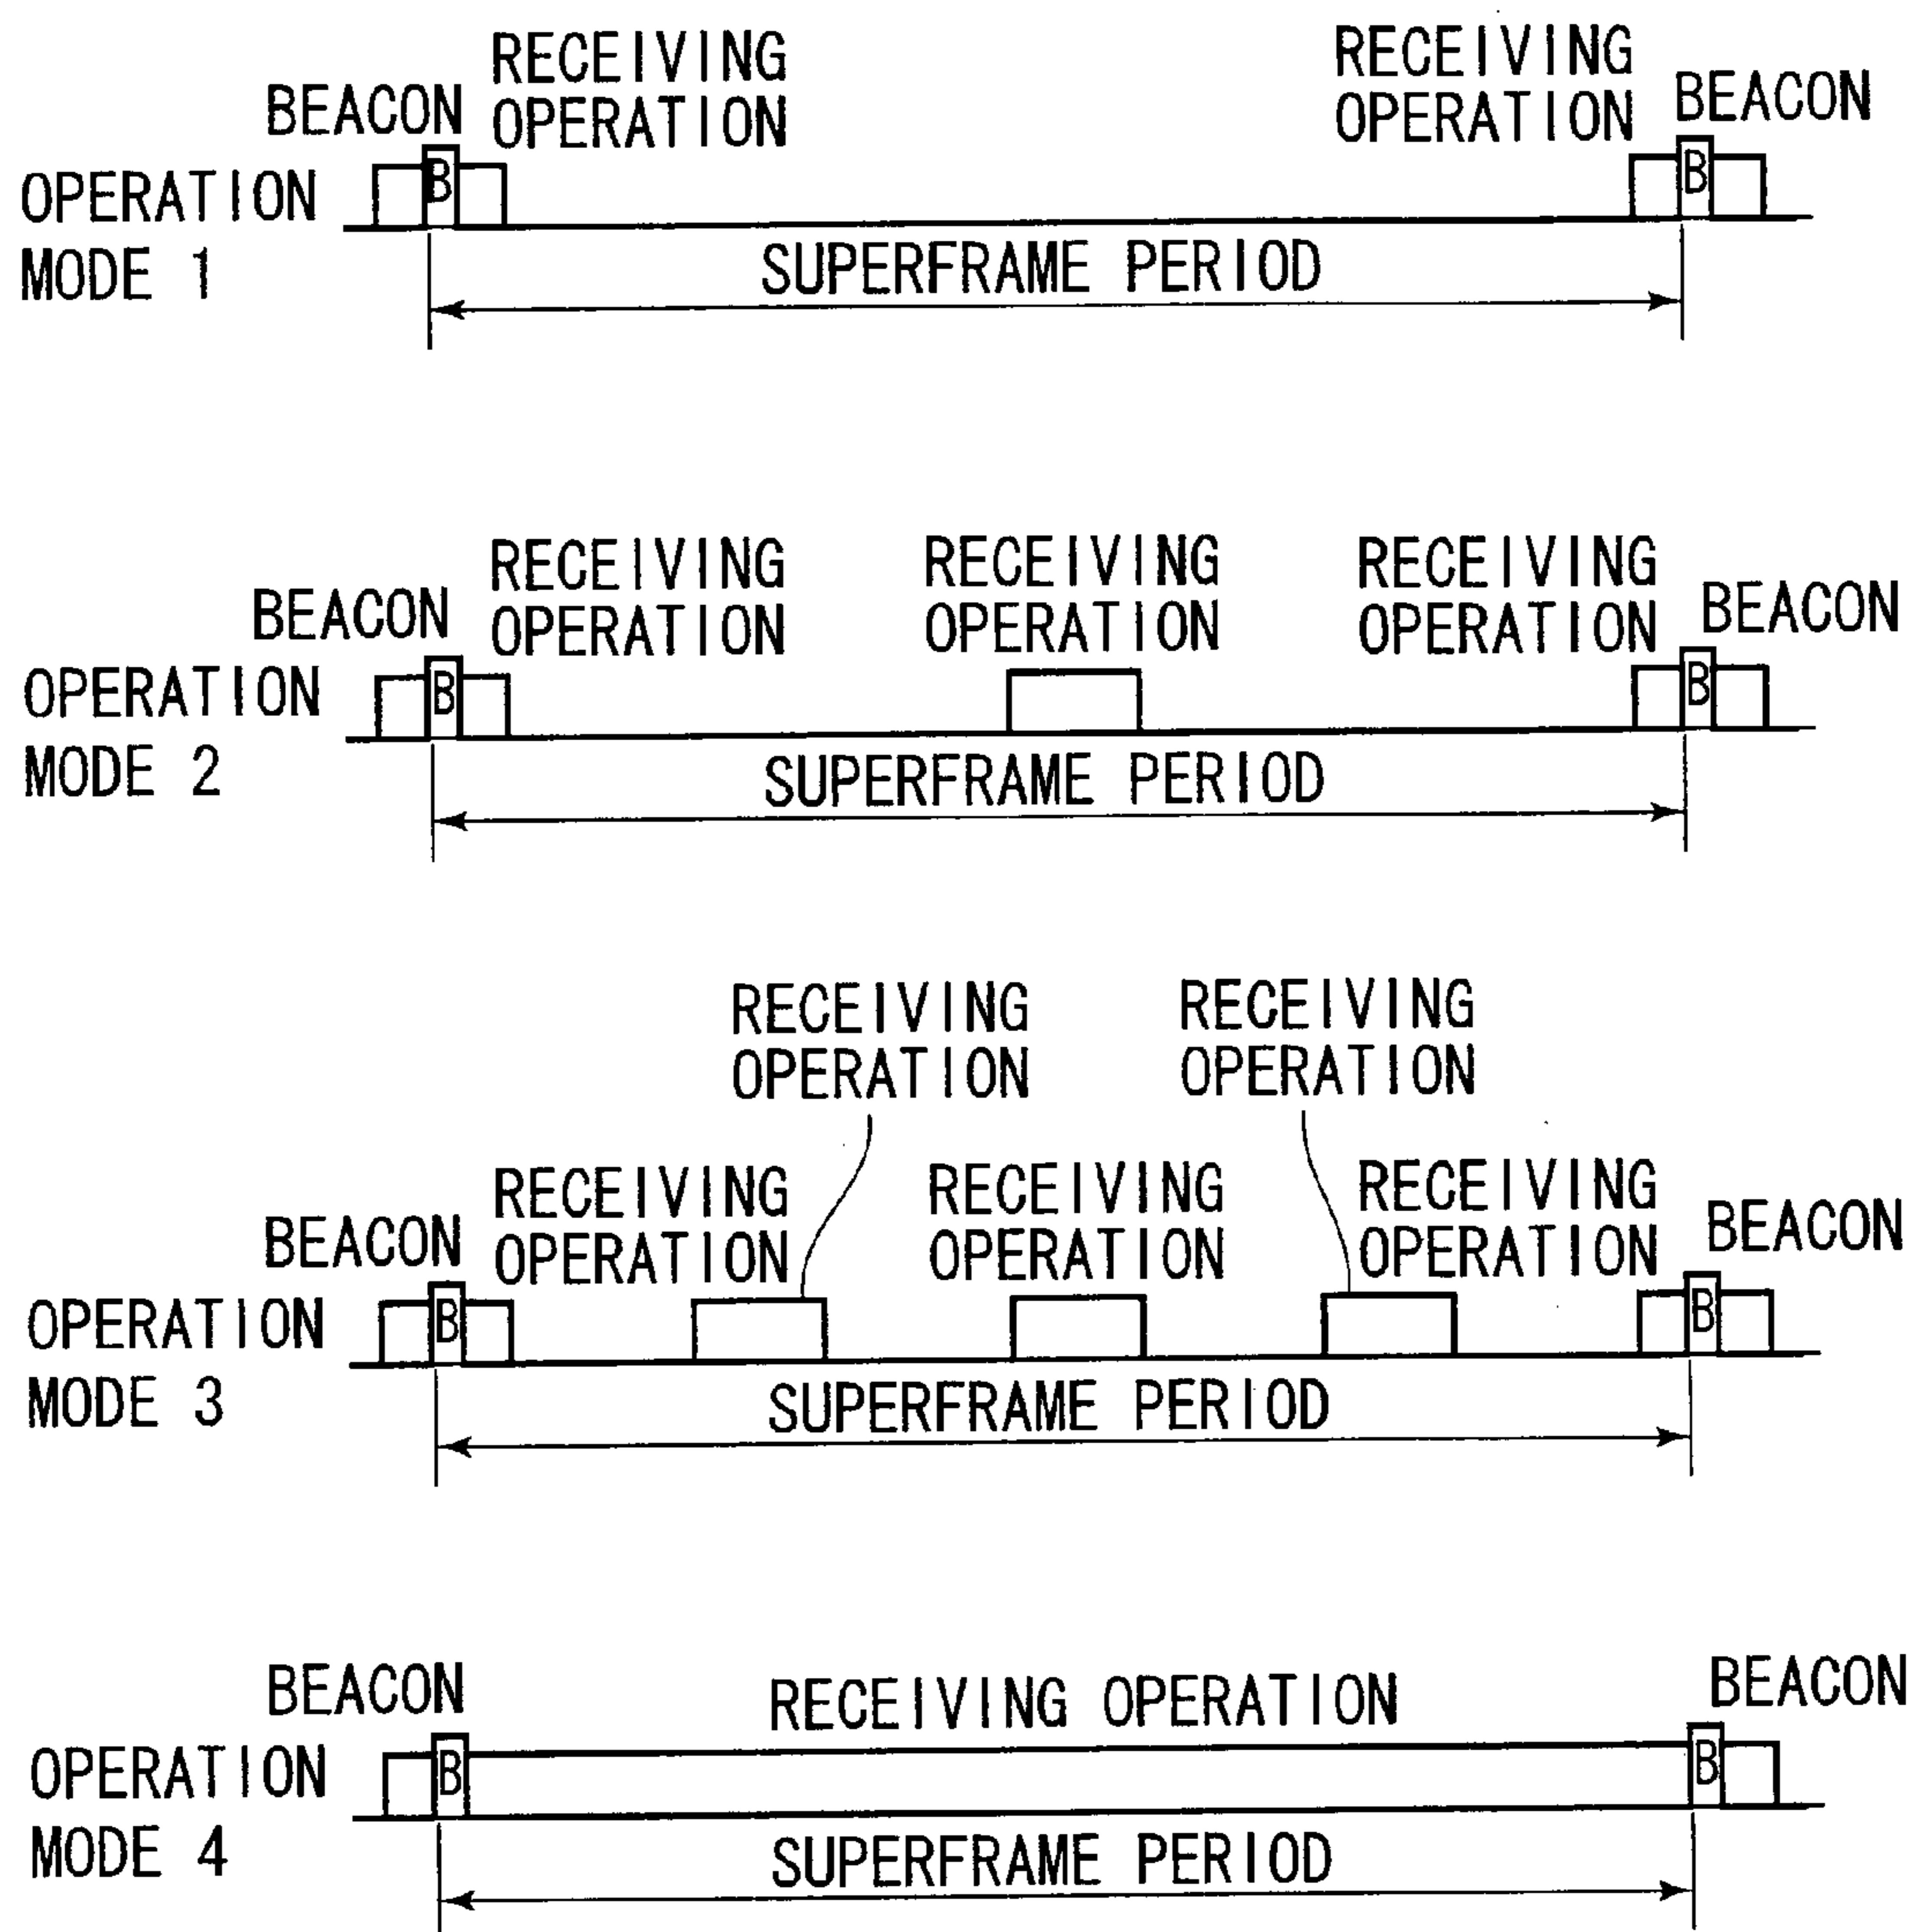 RECEIVING RECEIVING
BEACON OPERATION OPERATION BEACON
B B
OPERATION
MODE 1
SUPERFRAME PERIOD
RECEIVING RECEIVING RECEIVING
BEACON OPERATION OPERATION OPERATION BEACON
B B
OPERATION
MODE 2
SUPERFRAME PERIOD
RECEIVING RECEIVING
OPERATION OPERATION
RECEIVING RECEIVING RECEIVING
BEACON OPERATION OPERATION OPERATION BEACON
B B
OPERATION
MODE 3
SUPERFRAME PERIOD
BEACON RECEIVING OPERATION BEACON
B B
OPERATION
MODE 4
SUPERFRAME PERIOD